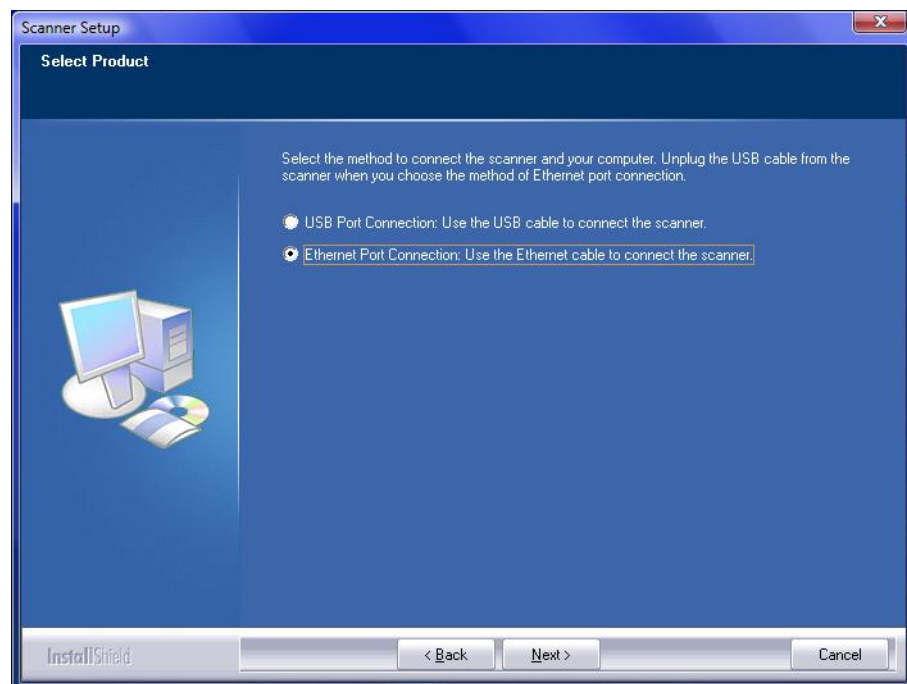 Scanner Setup
Select Product
Select the method to connect the scanner and your computer. Unplug the USB cable from the
scanner when you choose the method of Ethernet port connection.
USB Port Connection: Use the USB cable to connect the scanner.
Ethernet Port Connection: Use the Ethernet cable to connect the scanner.
InstallShield
< Back Next > Cancel